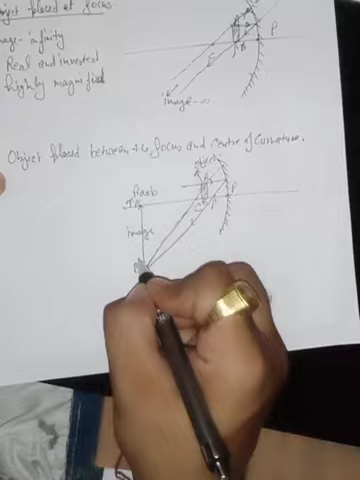 object placed at focus
image - infinity
Real and inverted
highly magnified
P
B
image - ∞
Object placed between the focus and centre of curvature.
object
P
image